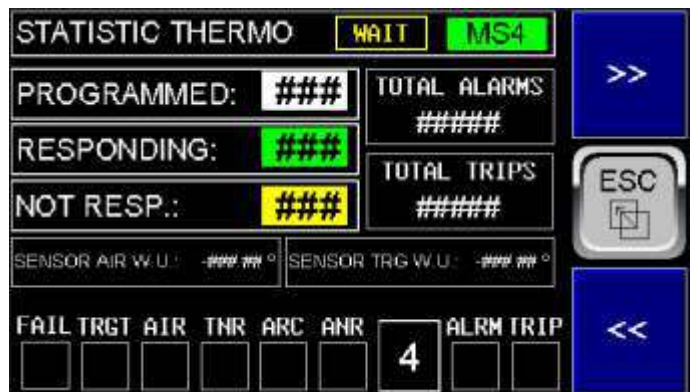 STATISTIC THERMO WAIT MS4
>>
PROGRAMMED: ###
TOTAL ALARMS
#####
RESPONDING: ###
TOTAL TRIPS
#####
NOT RESP.: ###
ESC
SENSOR AIR W.U.: -###.## ° SENSOR TRG W.U.: -###.## °
FAIL TRGT AIR TNR ARC ANR 4 ALRM TRIP
<<